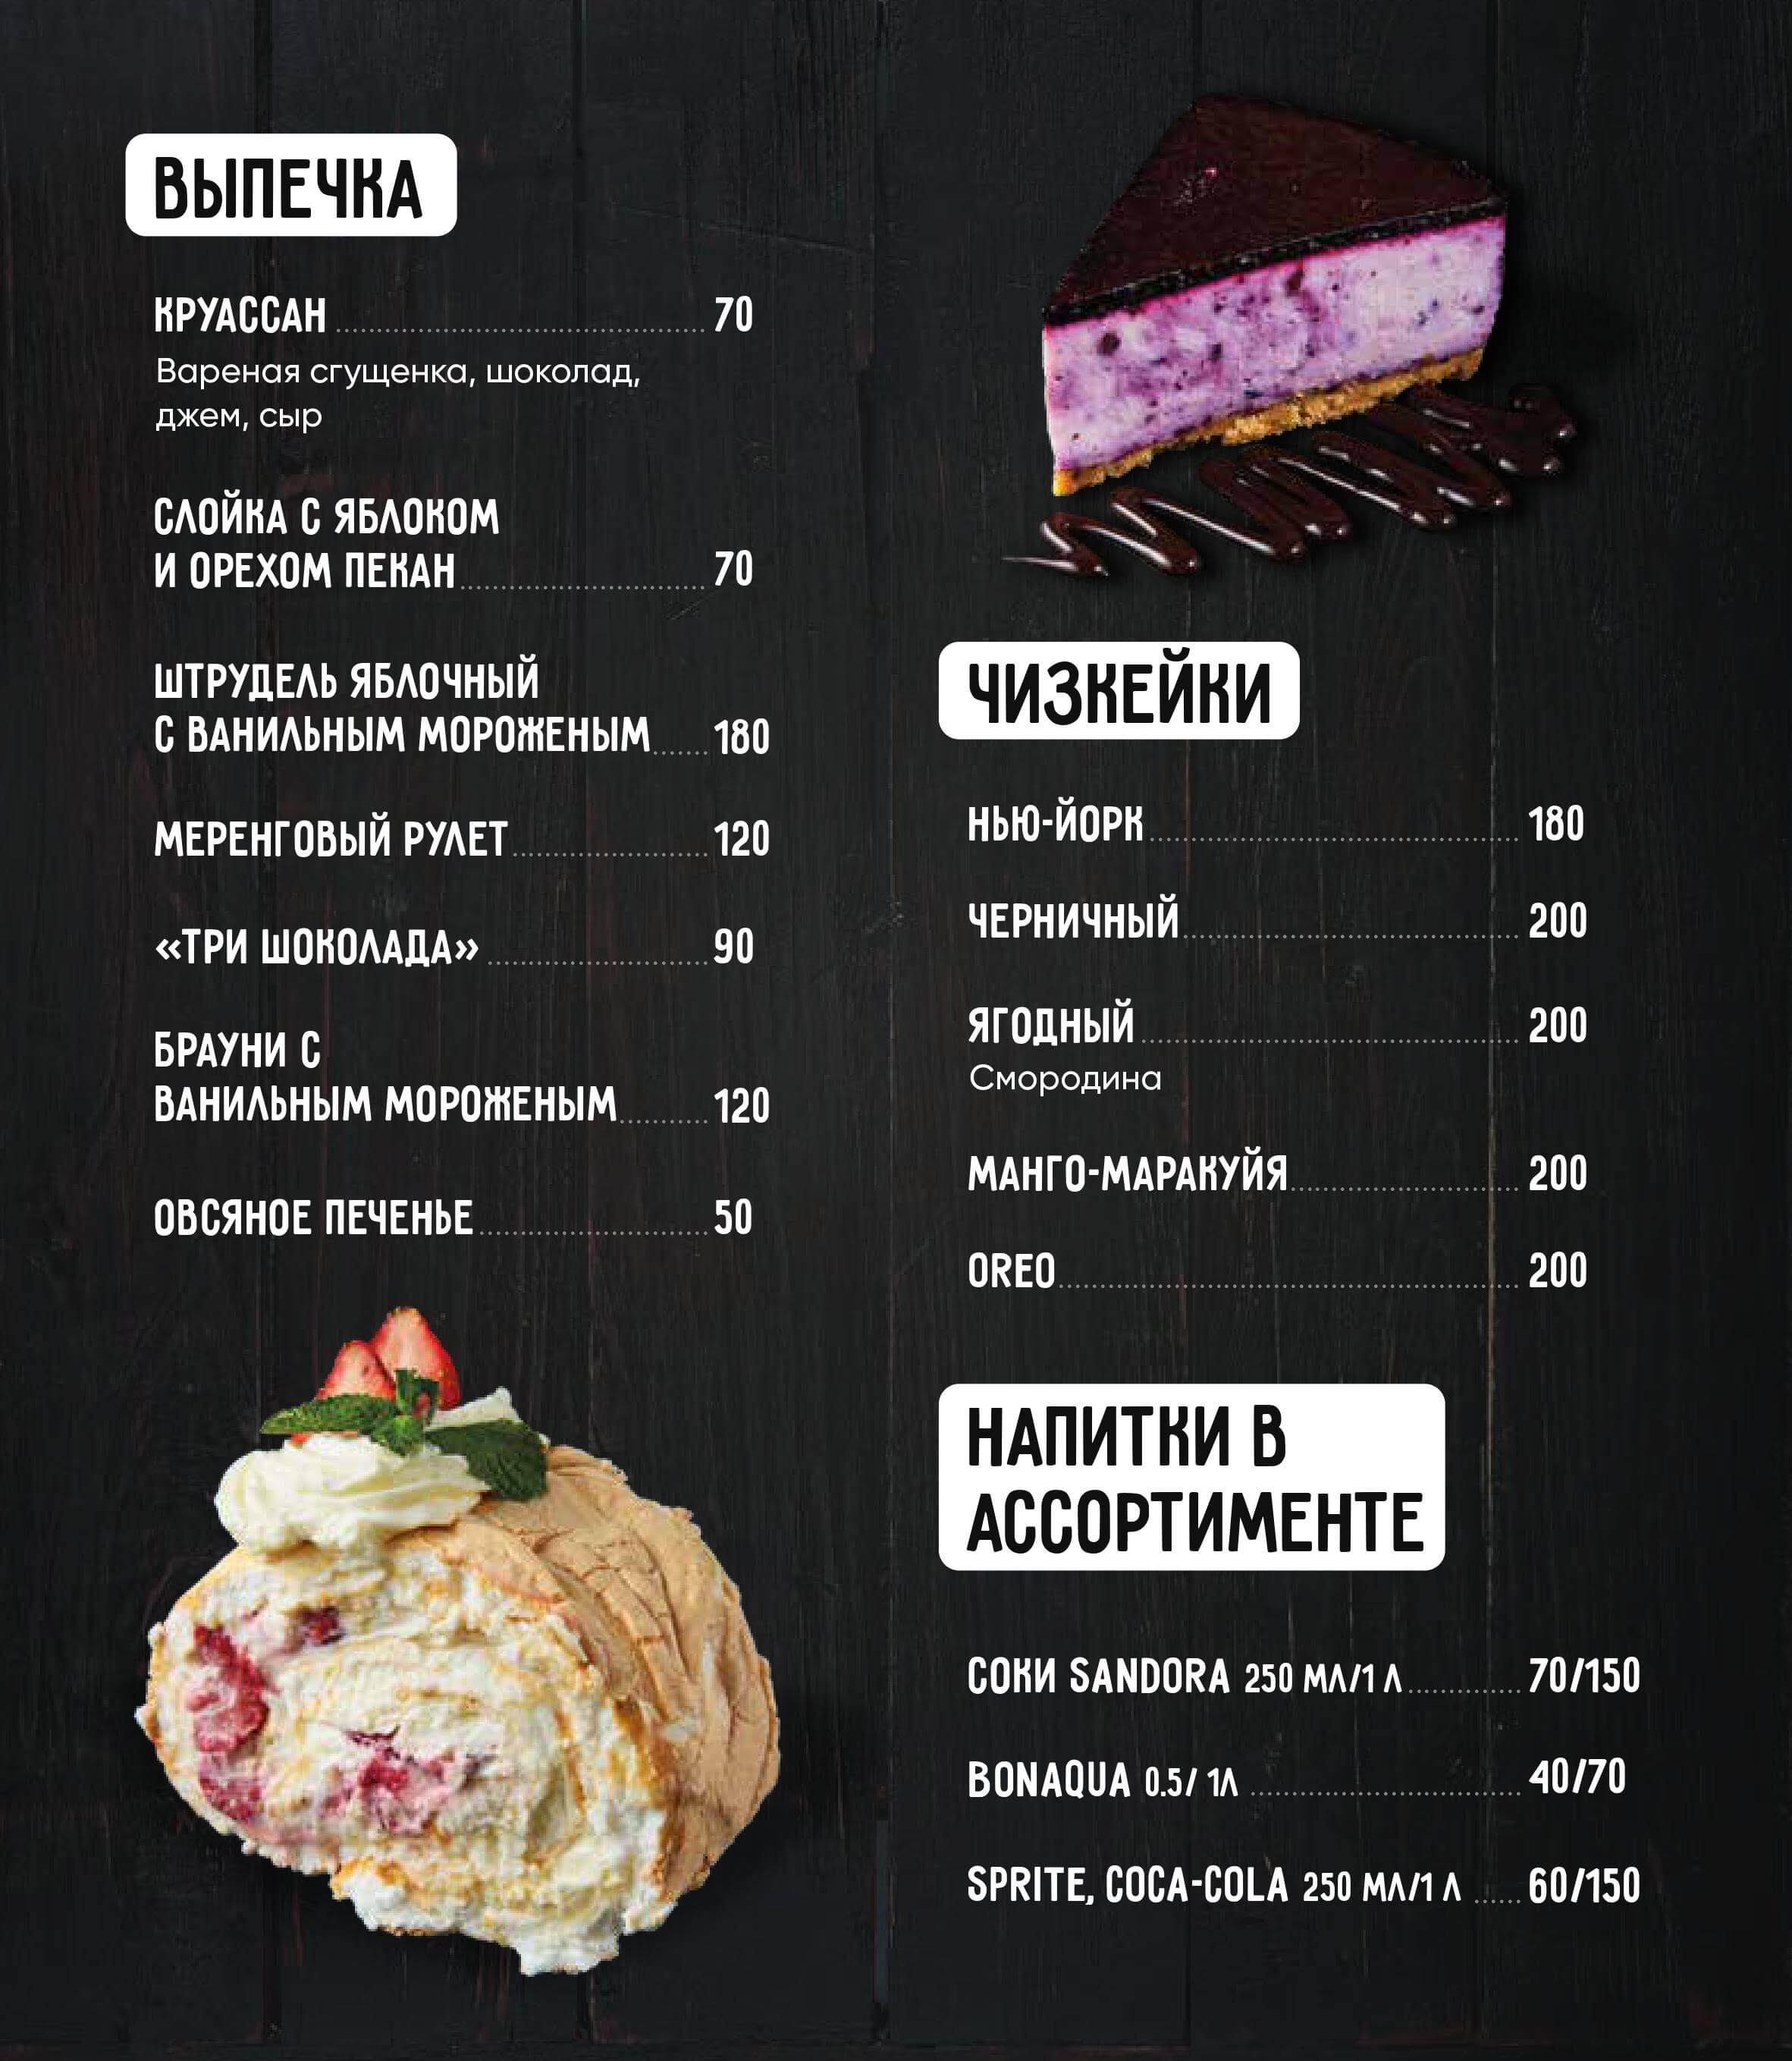 ВЫПЕЧКА
КРУАССАН 70
Вареная сгущенка, шоколад,
джем, сыр
СЛОЙКА С ЯБЛОКОМ
И ОРЕХОМ ПЕКАН 70
ШТРУДЕЛЬ ЯБЛОЧНЫЙ
С ВАНИЛЬНЫМ МОРОЖЕНЫМ 180
МЕРЕНГОВЫЙ РУЛЕТ 120
«ТРИ ШОКОЛАДА» 90
БРАУНИ С
ВАНИЛЬНЫМ МОРОЖЕНЫМ 120
ОВСЯНОЕ ПЕЧЕНЬЕ 50
ЧИЗКЕЙКИ
НЬЮ-ЙОРК 180
ЧЕРНИЧНЫЙ 200
ЯГОДНЫЙ 200
Смородина
МАНГО-МАРАКУЙЯ 200
OREO 200
НАПИТКИ В
АССОРТИМЕНТЕ
СОКИ SANDORA 250 МЛ/1 Л 70/150
BONAQUA 0.5/ 1Л 40/70
SPRITE, COCA-COLA 250 МЛ/1 Л 60/150